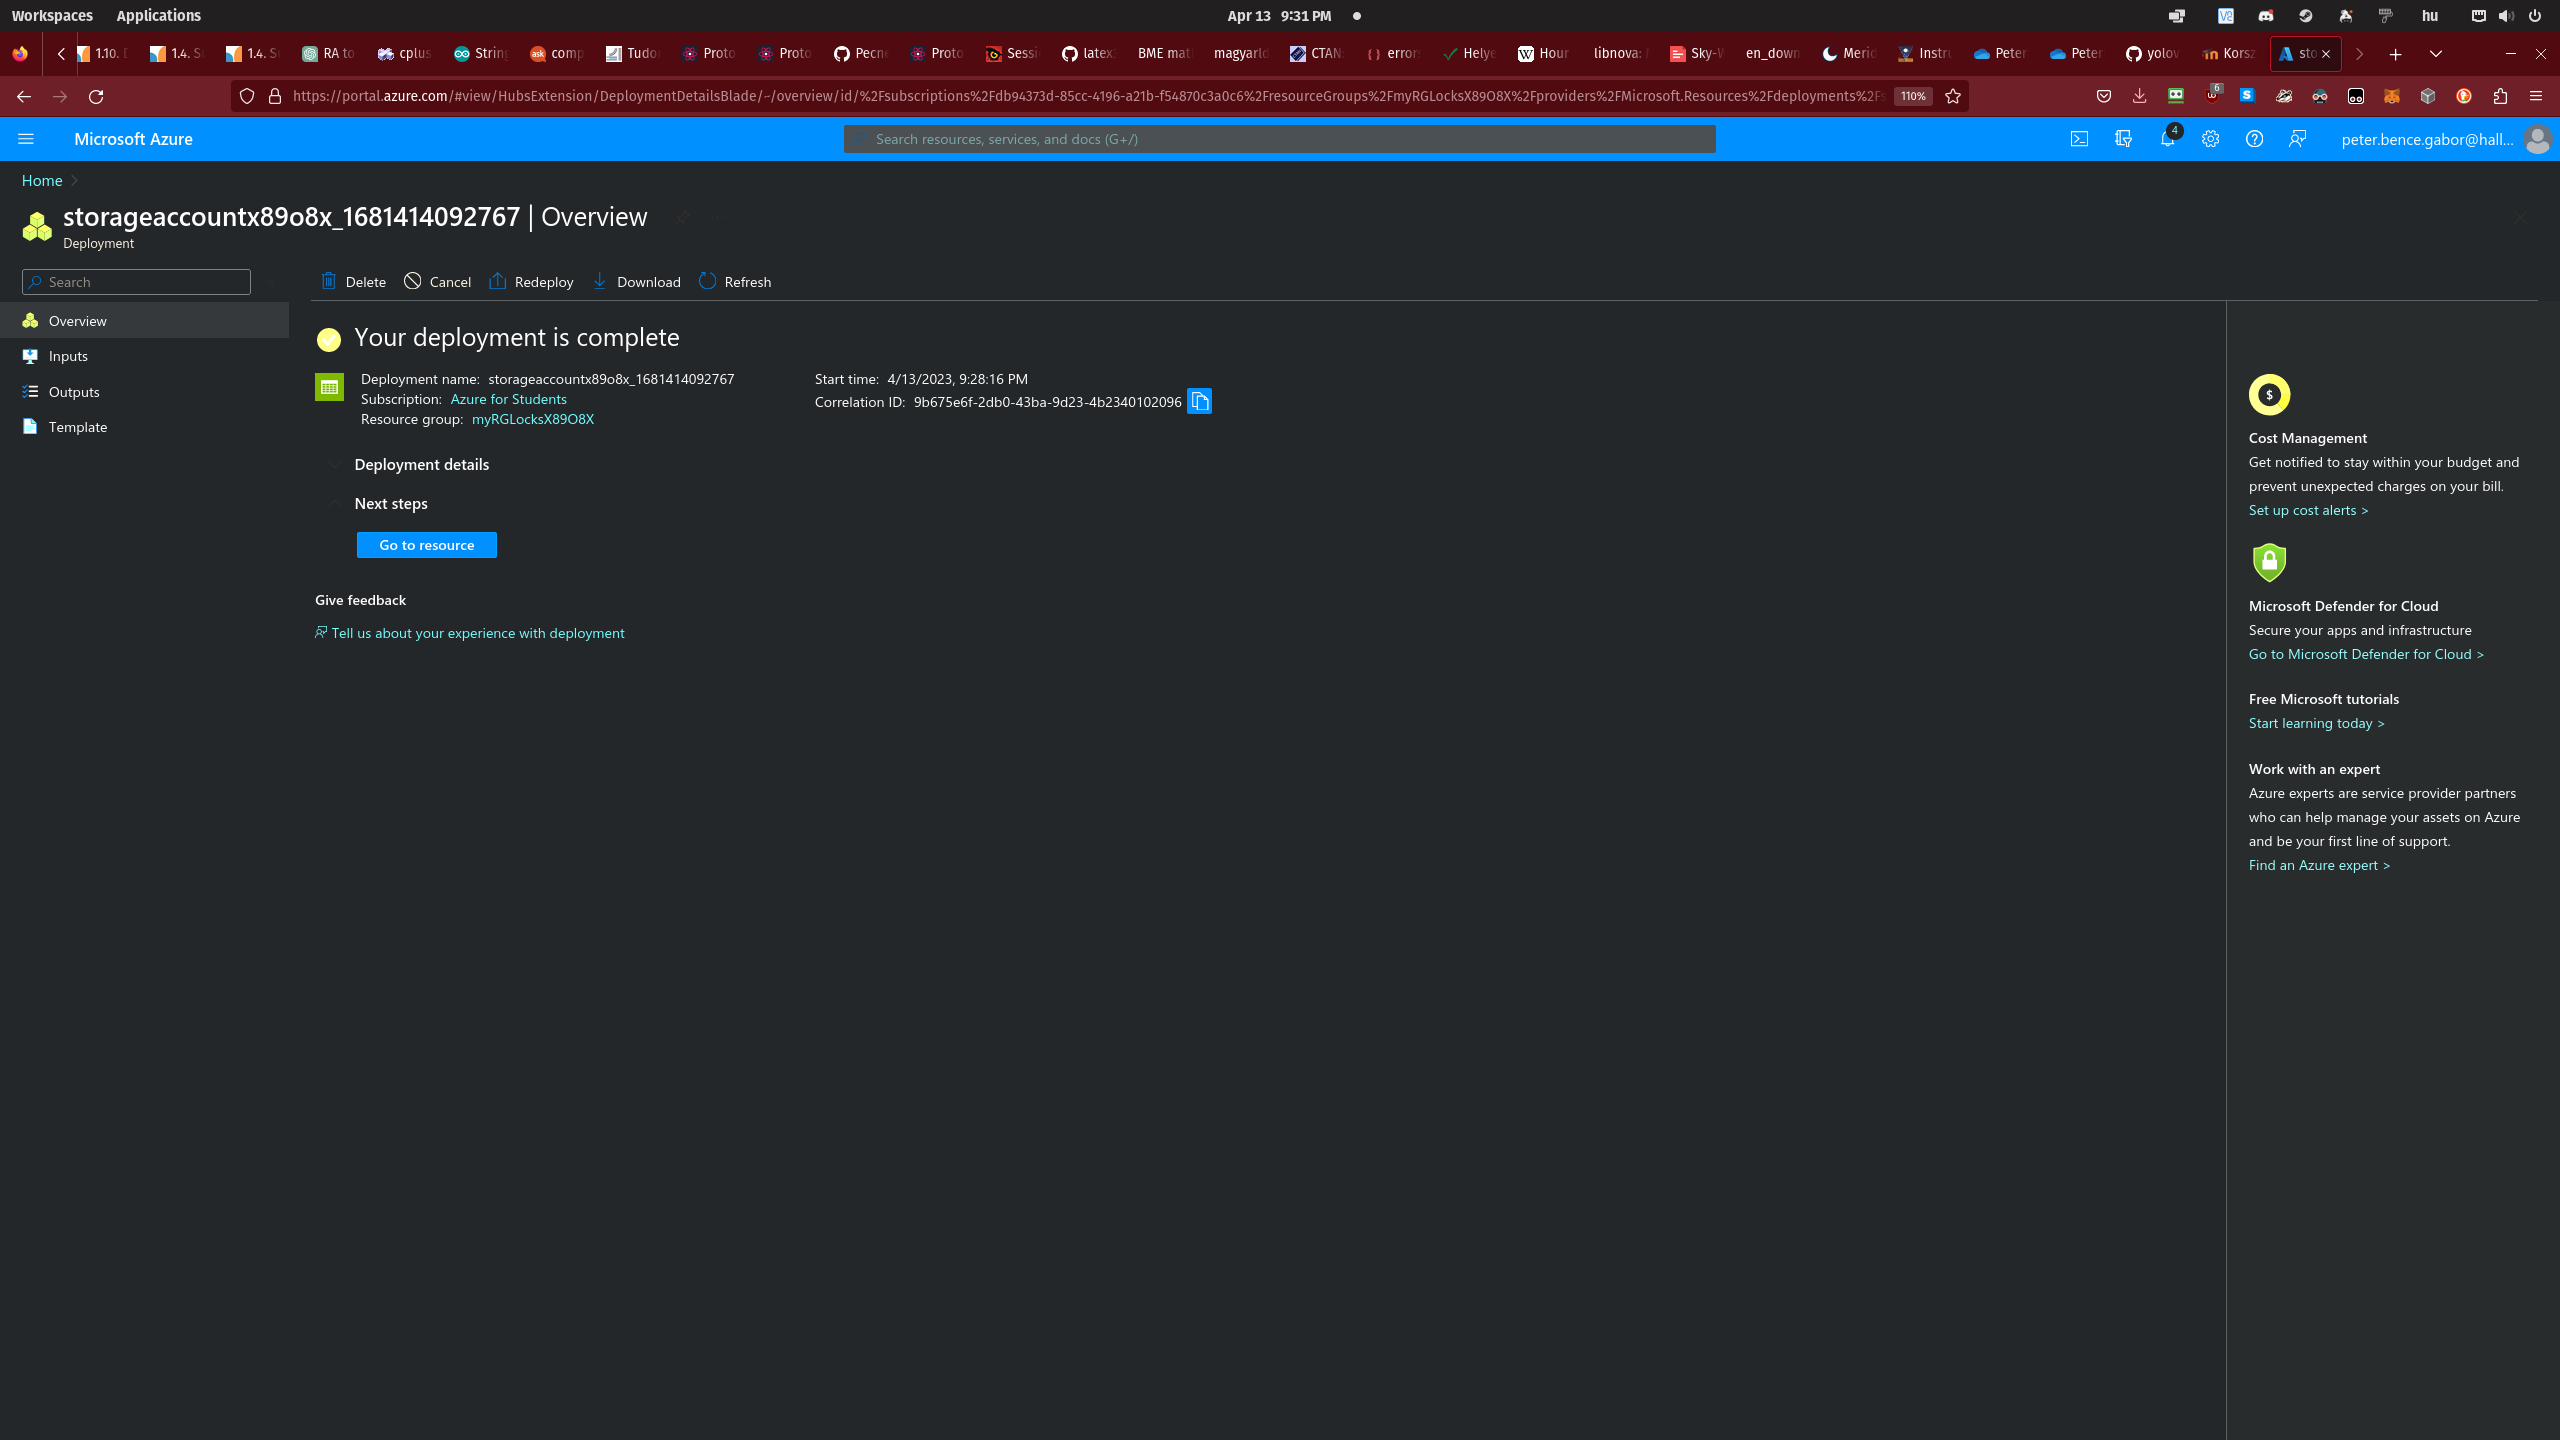 Workspaces Applications Apr 13 9:31 PM hu
1.10. 1.4. 1.4. RA to cplus String comp Tudo Proto Proto Pecne Proto Sessi latex BME mat magyarld CTAN: errors Helye Hour libnova: Sky-W en_down Merid Instru Peter Peter yolov Korsz sto
https://portal.azure.com/#view/HubsExtension/DeploymentDetailsBlade/~/overview/id/%2Fsubscriptions%2Fdb94373d-85cc-4196-a21b-f54870c3a0c6%2FresourceGroups%2FmyRGLocksX89O8X%2Fproviders%2FMicrosoft.Resources%2Fdeployments%2Fs 110% 6
Microsoft Azure Search resources, services, and docs (G+/) 4 peter.bence.gabor@hall...
Home >
storageaccountx89o8x_1681414092767 | Overview
Deployment
Search
Delete Cancel Redeploy Download Refresh
Overview
Inputs
Outputs
Template
Your deployment is complete
Deployment name: storageaccountx89o8x_1681414092767
Subscription: Azure for Students
Resource group: myRGLocksX89O8X
Start time: 4/13/2023, 9:28:16 PM
Correlation ID: 9b675e6f-2db0-43ba-9d23-4b2340102096
Deployment details
Next steps
Go to resource
Give feedback
Tell us about your experience with deployment
$
Cost Management
Get notified to stay within your budget and
prevent unexpected charges on your bill.
Set up cost alerts >
Microsoft Defender for Cloud
Secure your apps and infrastructure
Go to Microsoft Defender for Cloud >
Free Microsoft tutorials
Start learning today >
Work with an expert
Azure experts are service provider partners
who can help manage your assets on Azure
and be your first line of support.
Find an Azure expert >